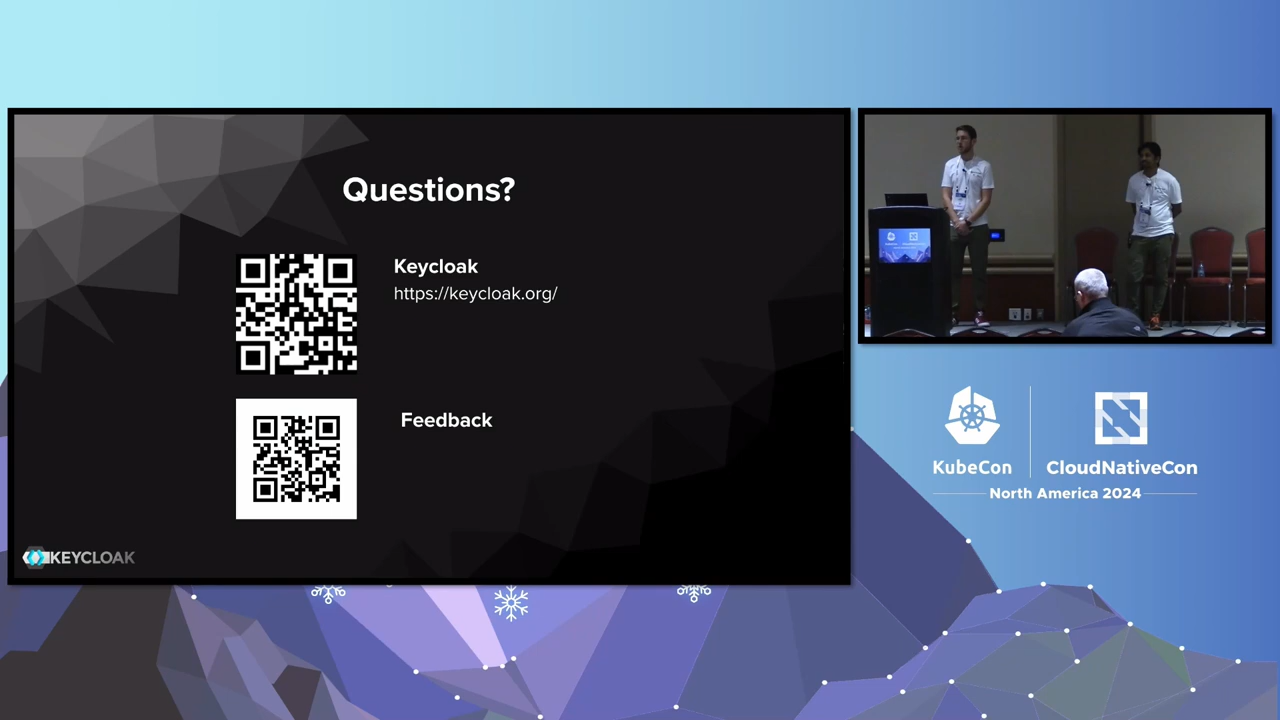 Questions?
Keycloak
https://keycloak.org/
Feedback
KEYCLOAK
KubeCon
CloudNativeCon
North America 2024